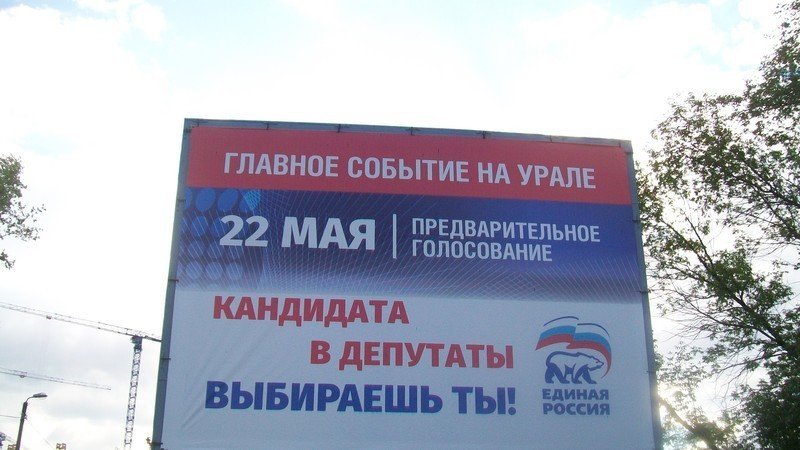 ГЛАВНОЕ СОБЫТИЕ НА УРАЛЕ
22 МАЯ | ПРЕДВАРИТЕЛЬНОЕ
ГОЛОСОВАНИЕ
КАНДИДАТА
В ДЕПУТАТЫ
ВЫБИРАЕШЬ ТЫ!
ЕДИНАЯ
РОССИЯ